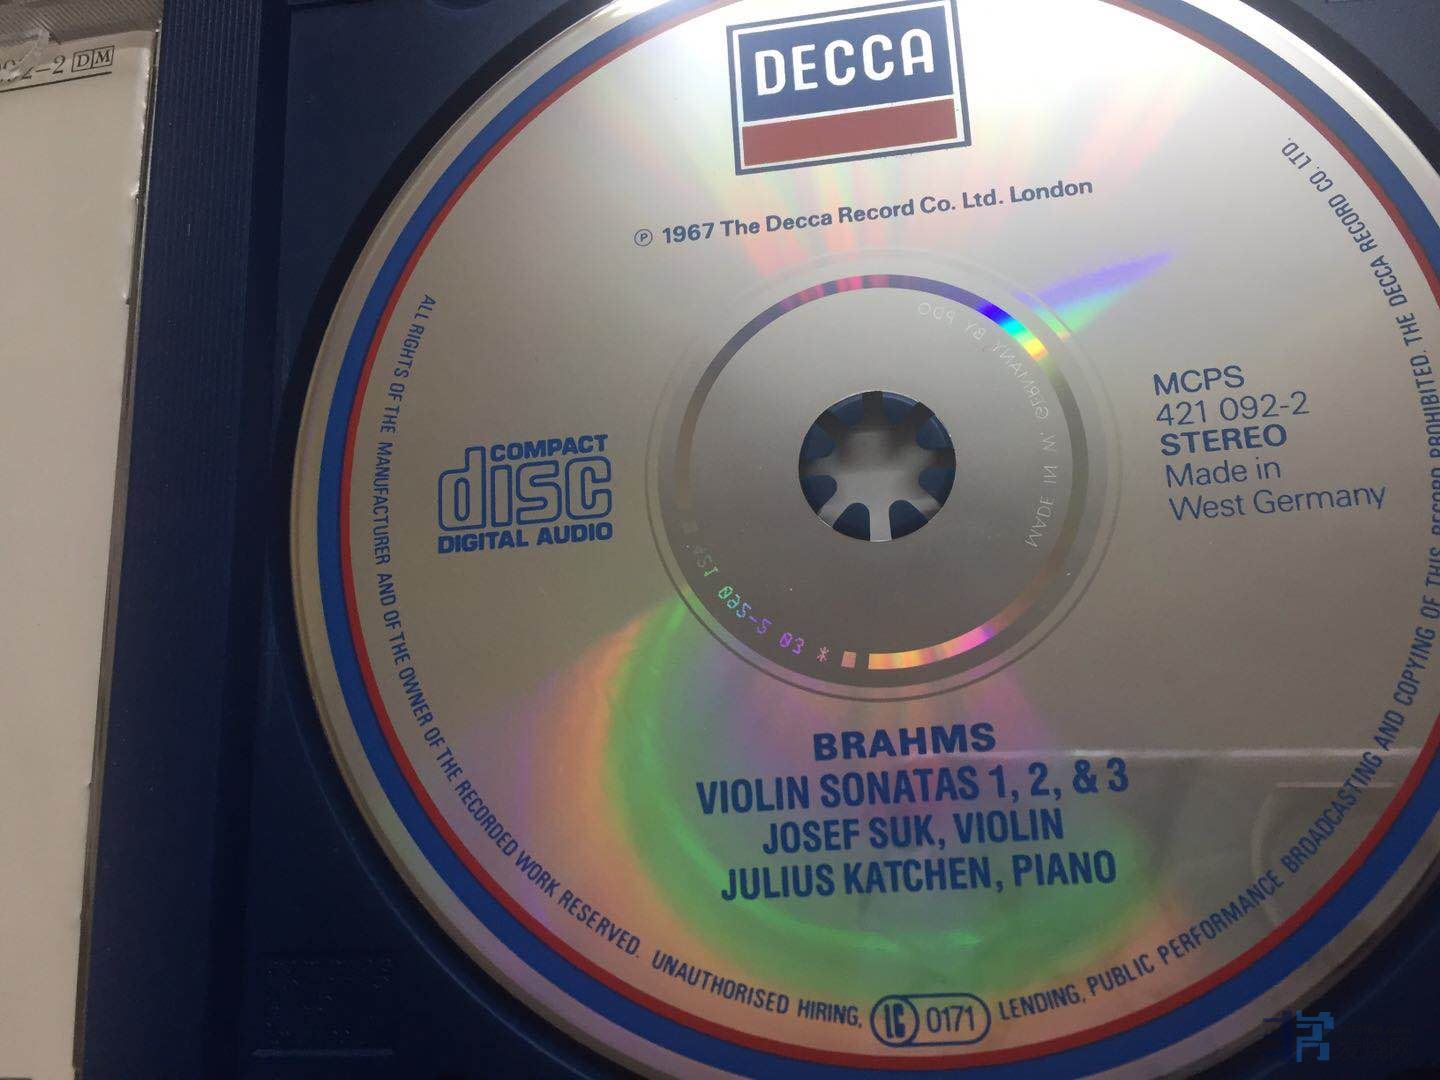 DM
DECCA
℗ 1967 The Decca Record Co. Ltd. London
COMPACT
disc
DIGITAL AUDIO
MCPS
421 092-2
STEREO
Made in
West Germany
MADE IN W. GERMANY BY PDO
BRAHMS
VIOLIN SONATAS 1, 2, & 3
JOSEF SUK, VIOLIN
JULIUS KATCHEN, PIANO
ALL RIGHTS OF THE MANUFACTURER AND OF THE OWNER OF THE RECORDED WORK RESERVED. UNAUTHORISED HIRING, LENDING, PUBLIC PERFORMANCE BROADCASTING AND COPYING OF THIS RECORD PROHIBITED. THE DECCA RECORD CO. LTD.
IC 0171